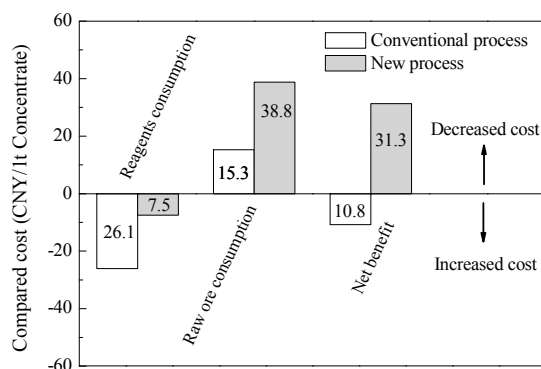 60
40
20
0
-20
-40
-60
Compared cost (CNY/1t Concentrate)
Conventional process
New process
Reagents consumption
38.8
31.3
15.3
7.5
26.1
10.8
Decreased cost
Increased cost
Raw ore consumption
Net benefit